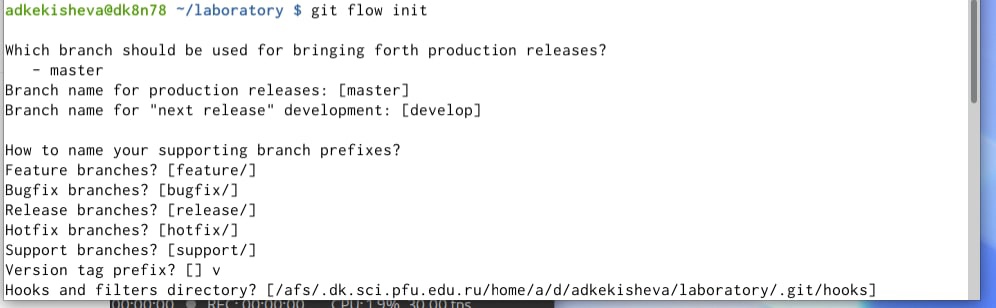 adkekisheva@dk8n78 ~/laboratory $ git flow init
Which branch should be used for bringing forth production releases?
- master
Branch name for production releases: [master]
Branch name for "next release" development: [develop]
How to name your supporting branch prefixes?
Feature branches? [feature/]
Bugfix branches? [bugfix/]
Release branches? [release/]
Hotfix branches? [hotfix/]
Support branches? [support/]
Version tag prefix? [] v
Hooks and filters directory? [/afs/.dk.sci.pfu.edu.ru/home/a/d/adkekisheva/laboratory/.git/hooks]
00:00:00 REC: 00:00:00 CPU: 1.9% 30.00 fps